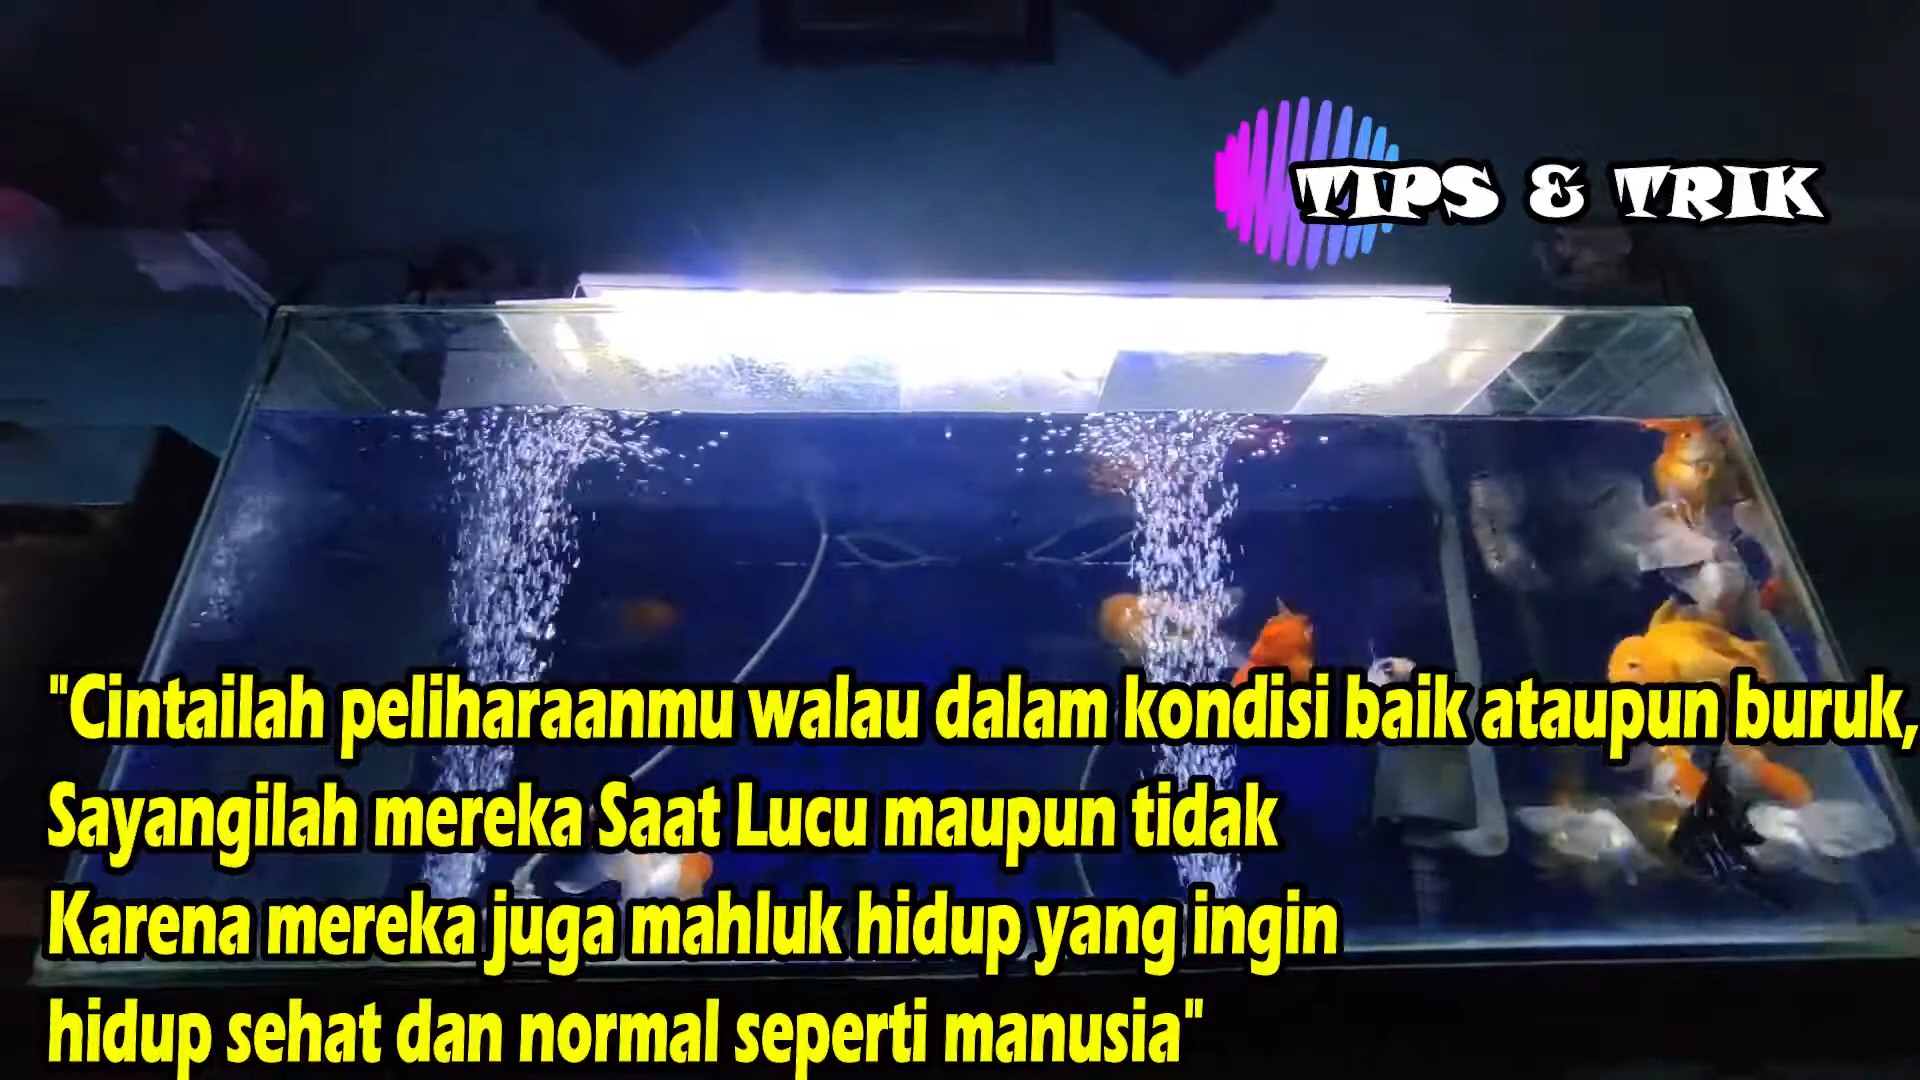 TIPS & TRIK
"Cintailah peliharaanmu walau dalam kondisi baik ataupun buruk,
Sayangilah mereka Saat Lucu maupun tidak
Karena mereka juga mahluk hidup yang ingin
hidup sehat dan normal seperti manusia"